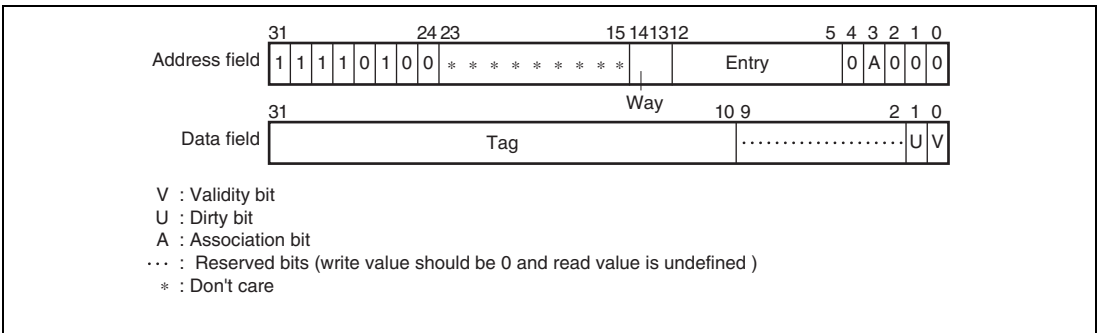 31 24 23 15 14 13 12 5 4 3 2 1 0
Address field 1 1 1 1 0 1 0 0 * * * * * * * * * Entry 0 A 0 0 0
Way
31 10 9 2 1 0
Data field Tag .................... U V
V : Validity bit
U : Dirty bit
A : Association bit
··· : Reserved bits (write value should be 0 and read value is undefined )
* : Don't care